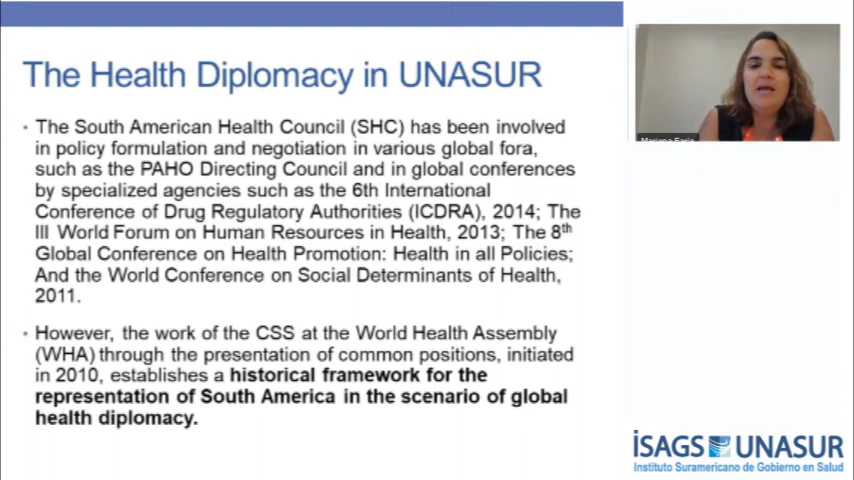 The Health Diplomacy in UNASUR
• The South American Health Council (SHC) has been involved
in policy formulation and negotiation in various global fora,
such as the PAHO Directing Council and in global conferences
by specialized agencies such as the 6th International
Conference of Drug Regulatory Authorities (ICDRA), 2014; The
III World Forum on Human Resources in Health, 2013; The 8th
Global Conference on Health Promotion: Health in all Policies;
And the World Conference on Social Determinants of Health,
2011.
• However, the work of the CSS at the World Health Assembly
(WHA) through the presentation of common positions, initiated
in 2010, establishes a historical framework for the
representation of South America in the scenario of global
health diplomacy.
Mariana Faria
ISAGS UNASUR
Instituto Suramericano de Gobierno en Salud